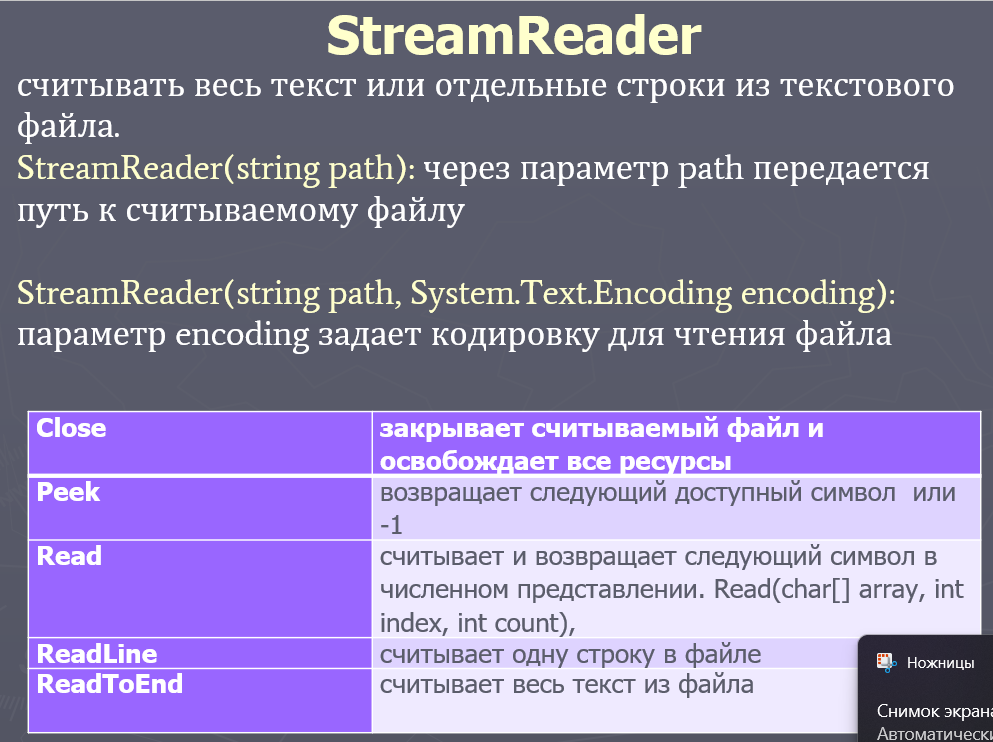 StreamReader
считывать весь текст или отдельные строки из текстового
файла.
StreamReader(string path): через параметр path передается
путь к считываемому файлу
StreamReader(string path, System.Text.Encoding encoding):
параметр encoding задает кодировку для чтения файла
Close
закрывает считываемый файл и
освобождает все ресурсы
Peek
возвращает следующий доступный символ или
-1
Read
считывает и возвращает следующий символ в
численном представлении. Read(char[] array, int
index, int count),
ReadLine
считывает одну строку в файле
ReadToEnd
считывает весь текст из файла
Ножницы
Снимок экрана
Автоматически